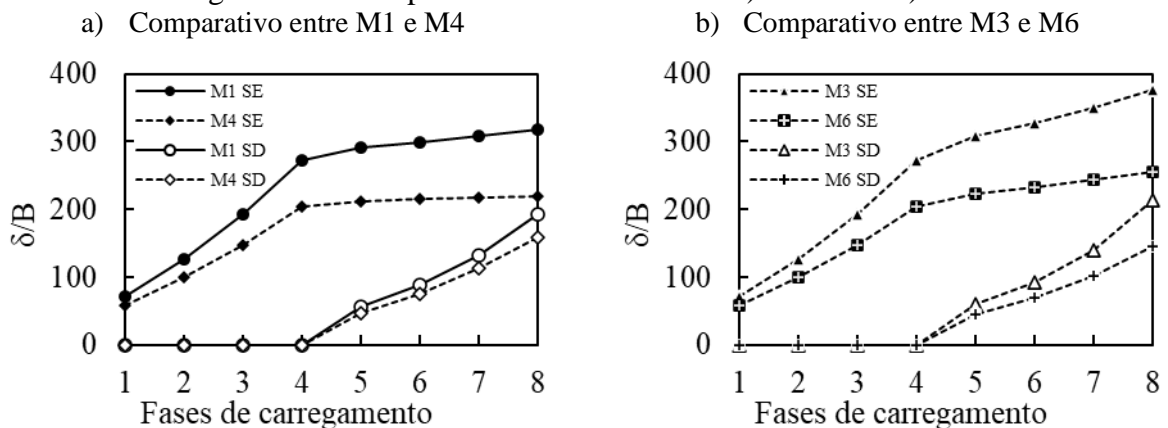 a) Comparativo entre M1 e M4
b) Comparativo entre M3 e M6
400
300
200
100
0
δ/B
M1 SE
M4 SE
M1 SD
M4 SD
1 2 3 4 5 6 7 8
Fases de carregamento
400
300
200
100
0
δ/B
M3 SE
M6 SE
M3 SD
M6 SD
1 2 3 4 5 6 7 8
Fases de carregamento